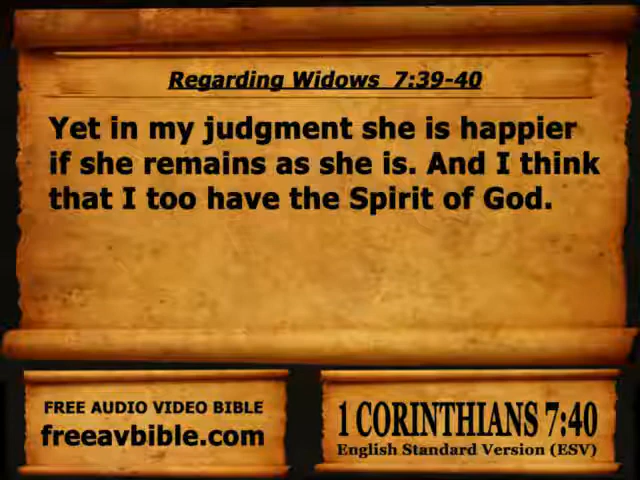 Regarding Widows 7:39-40
Yet in my judgment she is happier
if she remains as she is. And I think
that I too have the Spirit of God.
FREE AUDIO VIDEO BIBLE
freeavbible.com
1 CORINTHIANS 7:40
English Standard Version (ESV)